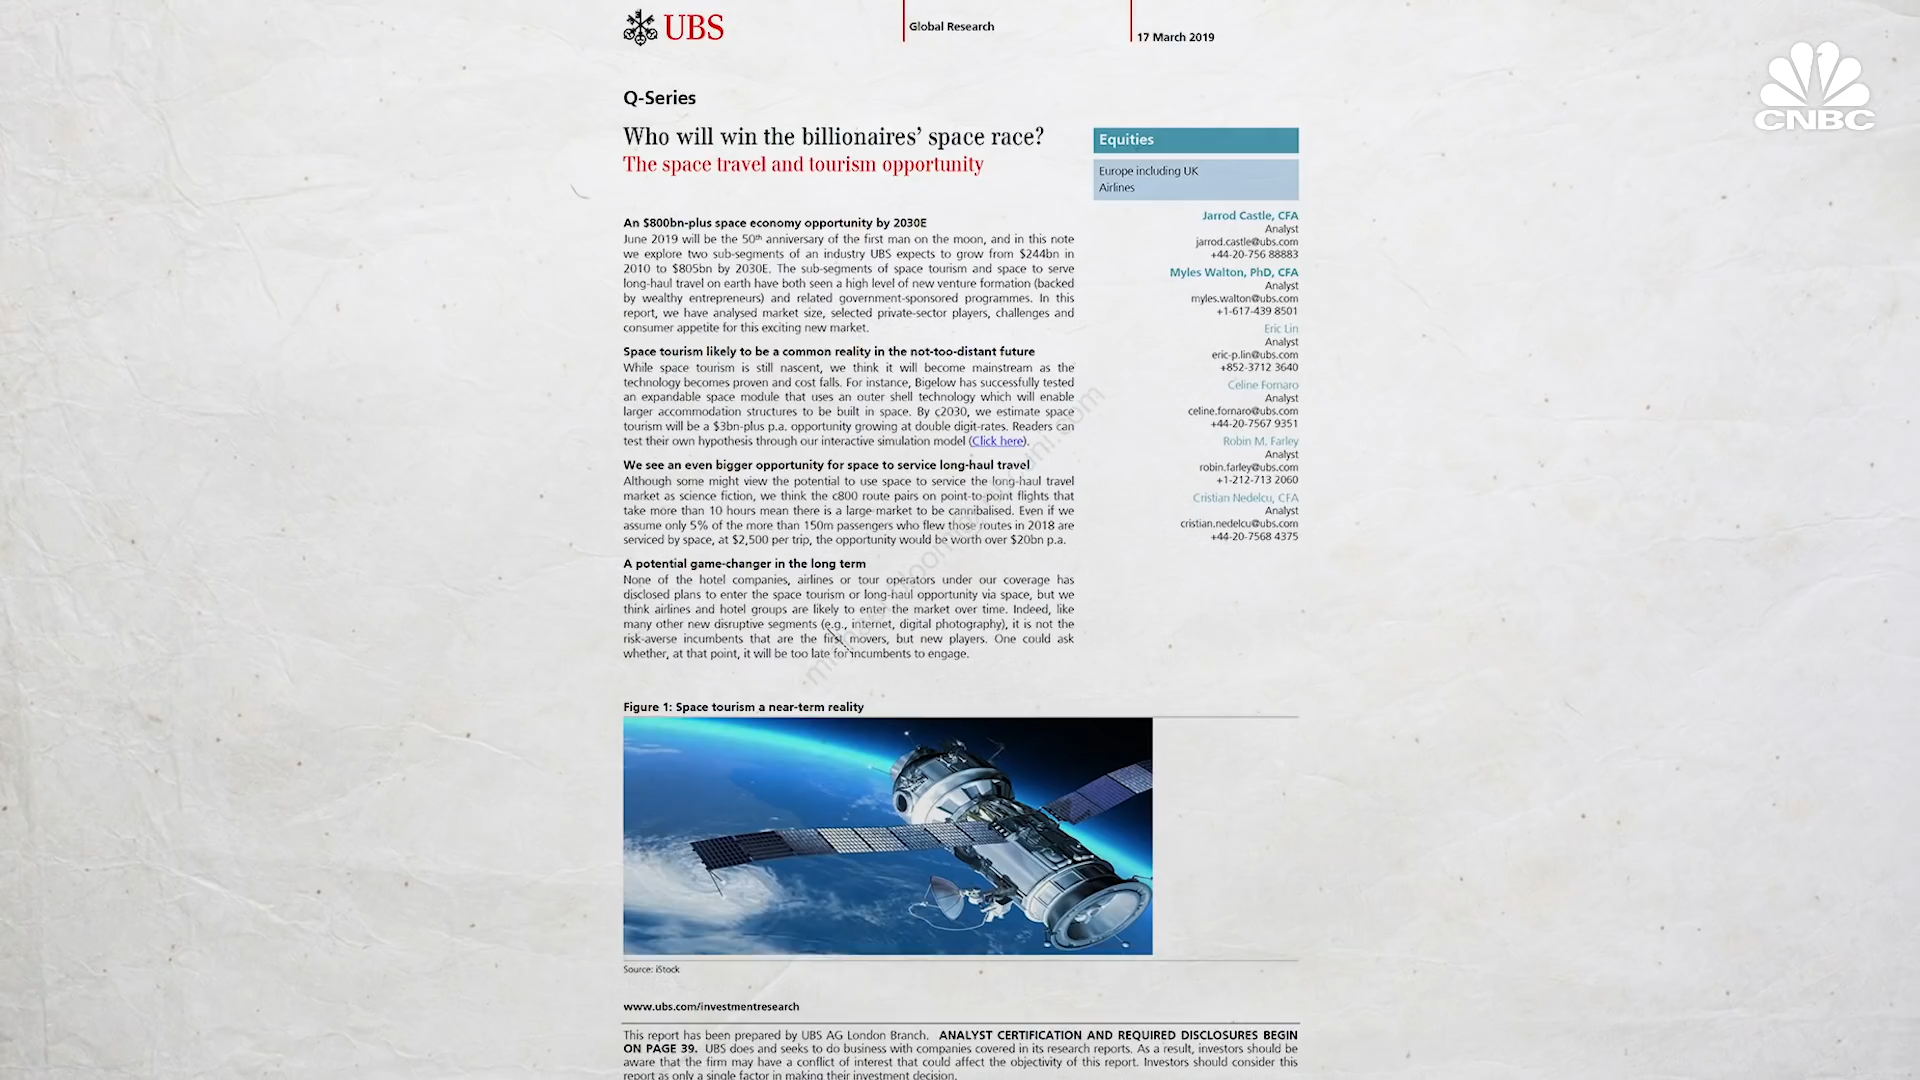 UBS
Global Research
17 March 2019
CNBC
Q-Series
Who will win the billionaires’ space race?
The space travel and tourism opportunity
Equities
Europe including UK
Airlines
An $800bn-plus space economy opportunity by 2030E
June 2019 will be the 50th anniversary of the first man on the moon, and in this note
we explore two sub-segments of an industry UBS expects to grow from $244bn in
2010 to $805bn by 2030E. The sub-segments of space tourism and space to serve
long-haul travel on earth have both seen a high level of new venture formation (backed
by wealthy entrepreneurs) and related government-sponsored programmes. In this
report, we have analysed market size, selected private-sector players, challenges and
consumer appetite for this exciting new market.
Space tourism likely to be a common reality in the not-too-distant future
While space tourism is still nascent, we think it will become mainstream as the
technology becomes proven and cost falls. For instance, Bigelow has successfully tested
an expandable space module that uses an outer shell technology which will enable
larger accommodation structures to be built in space. By c2030, we estimate space
tourism will be a $3bn-plus p.a. opportunity growing at double digit-rates. Readers can
test their own hypothesis through our interactive simulation model (Click here).
We see an even bigger opportunity for space to service long-haul travel
Although some might view the potential to use space to service the long-haul travel
market as science fiction, we think the c800 route pairs on point-to-point flights that
take more than 10 hours mean there is a large market to be cannibalised. Even if we
assume only 5% of the more than 150m passengers who flew those routes in 2018 are
serviced by space, at $2,500 per trip, the opportunity would be worth over $20bn p.a.
A potential game-changer in the long term
None of the hotel companies, airlines or tour operators under our coverage has
disclosed plans to enter the space tourism or long-haul opportunity via space, but we
think airlines and hotel groups are likely to enter the market over time. Indeed, like
many other new disruptive segments (e.g., internet, digital photography), it is not the
risk-averse incumbents that are the first movers, but new players. One could ask
whether, at that point, it will be too late for incumbents to engage.
Jarrod Castle, CFA
Analyst
jarrod.castle@ubs.com
+44-20-756 88883
Myles Walton, PhD, CFA
Analyst
myles.walton@ubs.com
+1-617-439 8501
Eric Lin
Analyst
eric-p.lin@ubs.com
+852-3712 3640
Celine Fornaro
Analyst
celine.fornaro@ubs.com
+44-20-7567 9351
Robin M. Farley
Analyst
robin.farley@ubs.com
+1-212-713 2060
Cristian Nedelcu, CFA
Analyst
cristian.nedelcu@ubs.com
+44-20-7568 4375
Figure 1: Space tourism a near-term reality
Source: iStock
www.ubs.com/investmentresearch
This report has been prepared by UBS AG London Branch. ANALYST CERTIFICATION AND REQUIRED DISCLOSURES BEGIN
ON PAGE 39. UBS does and seeks to do business with companies covered in its research reports. As a result, investors should be
aware that the firm may have a conflict of interest that could affect the objectivity of this report. Investors should consider this
report as only a single factor in making their investment decision.